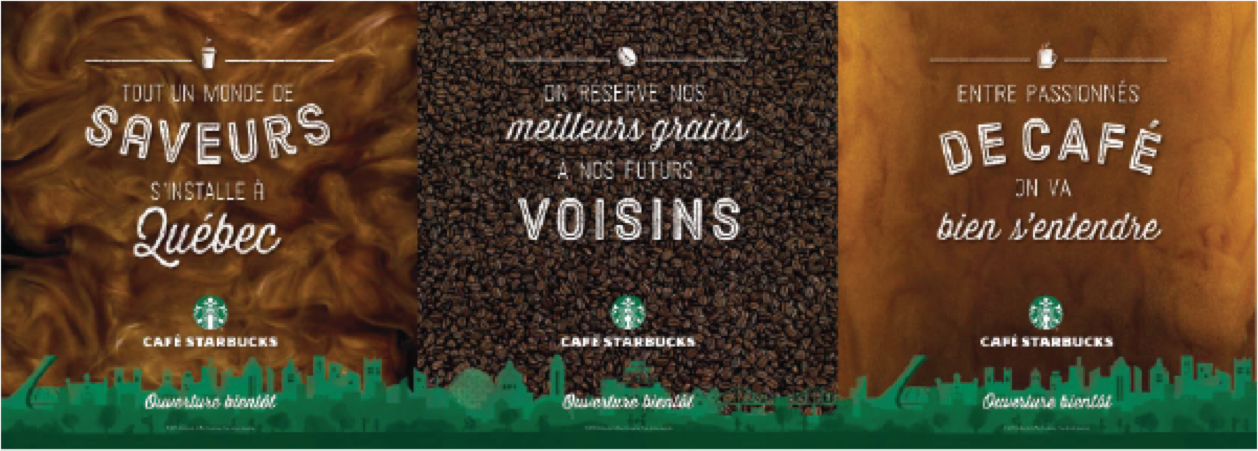 TOUT UN MONDE DE
SAVEURS
S'INSTALLE À
Québec
CAFÉ STARBUCKS
Ouverture bientôt
ON RESERVE NOS
meilleurs grains
À NOS FUTURS
VOISINS
CAFÉ STARBUCKS
Ouverture bientôt
ENTRE PASSIONNÉS
DE CAFÉ
ON VA
bien s'entendre
CAFÉ STARBUCKS
Ouverture bientôt